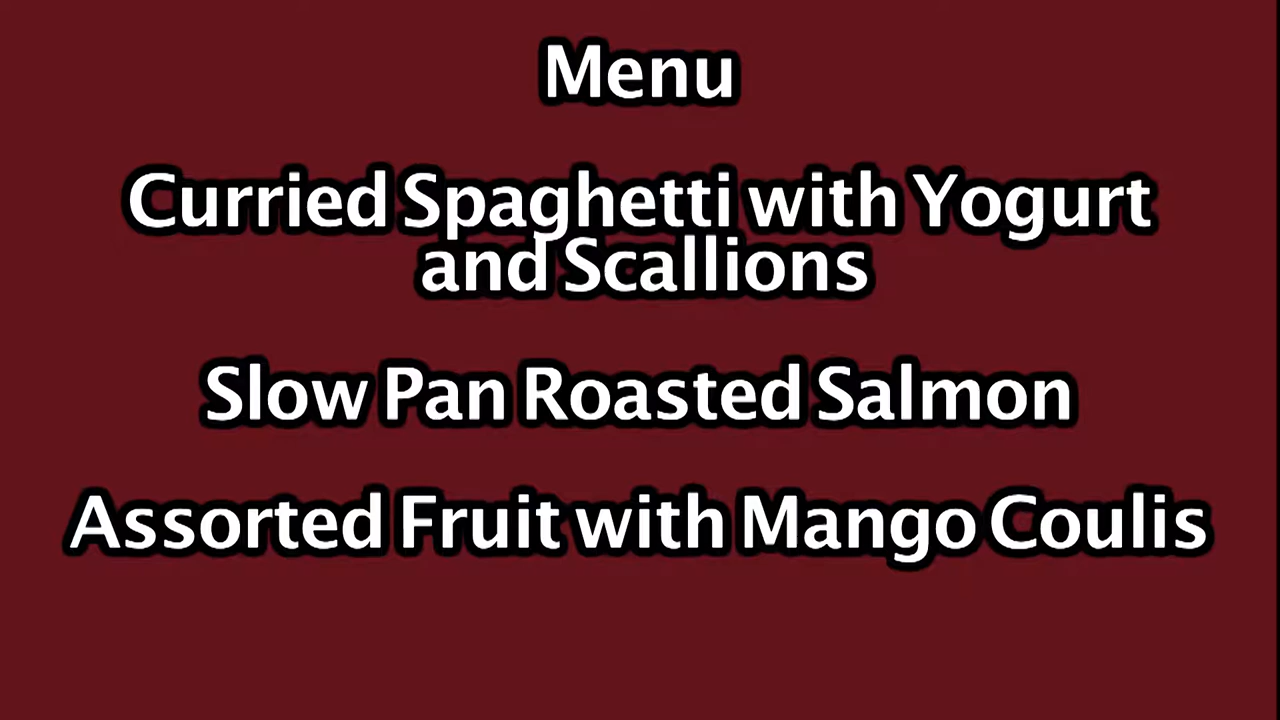 Menu
Curried Spaghetti with Yogurt
and Scallions
Slow Pan Roasted Salmon
Assorted Fruit with Mango Coulis